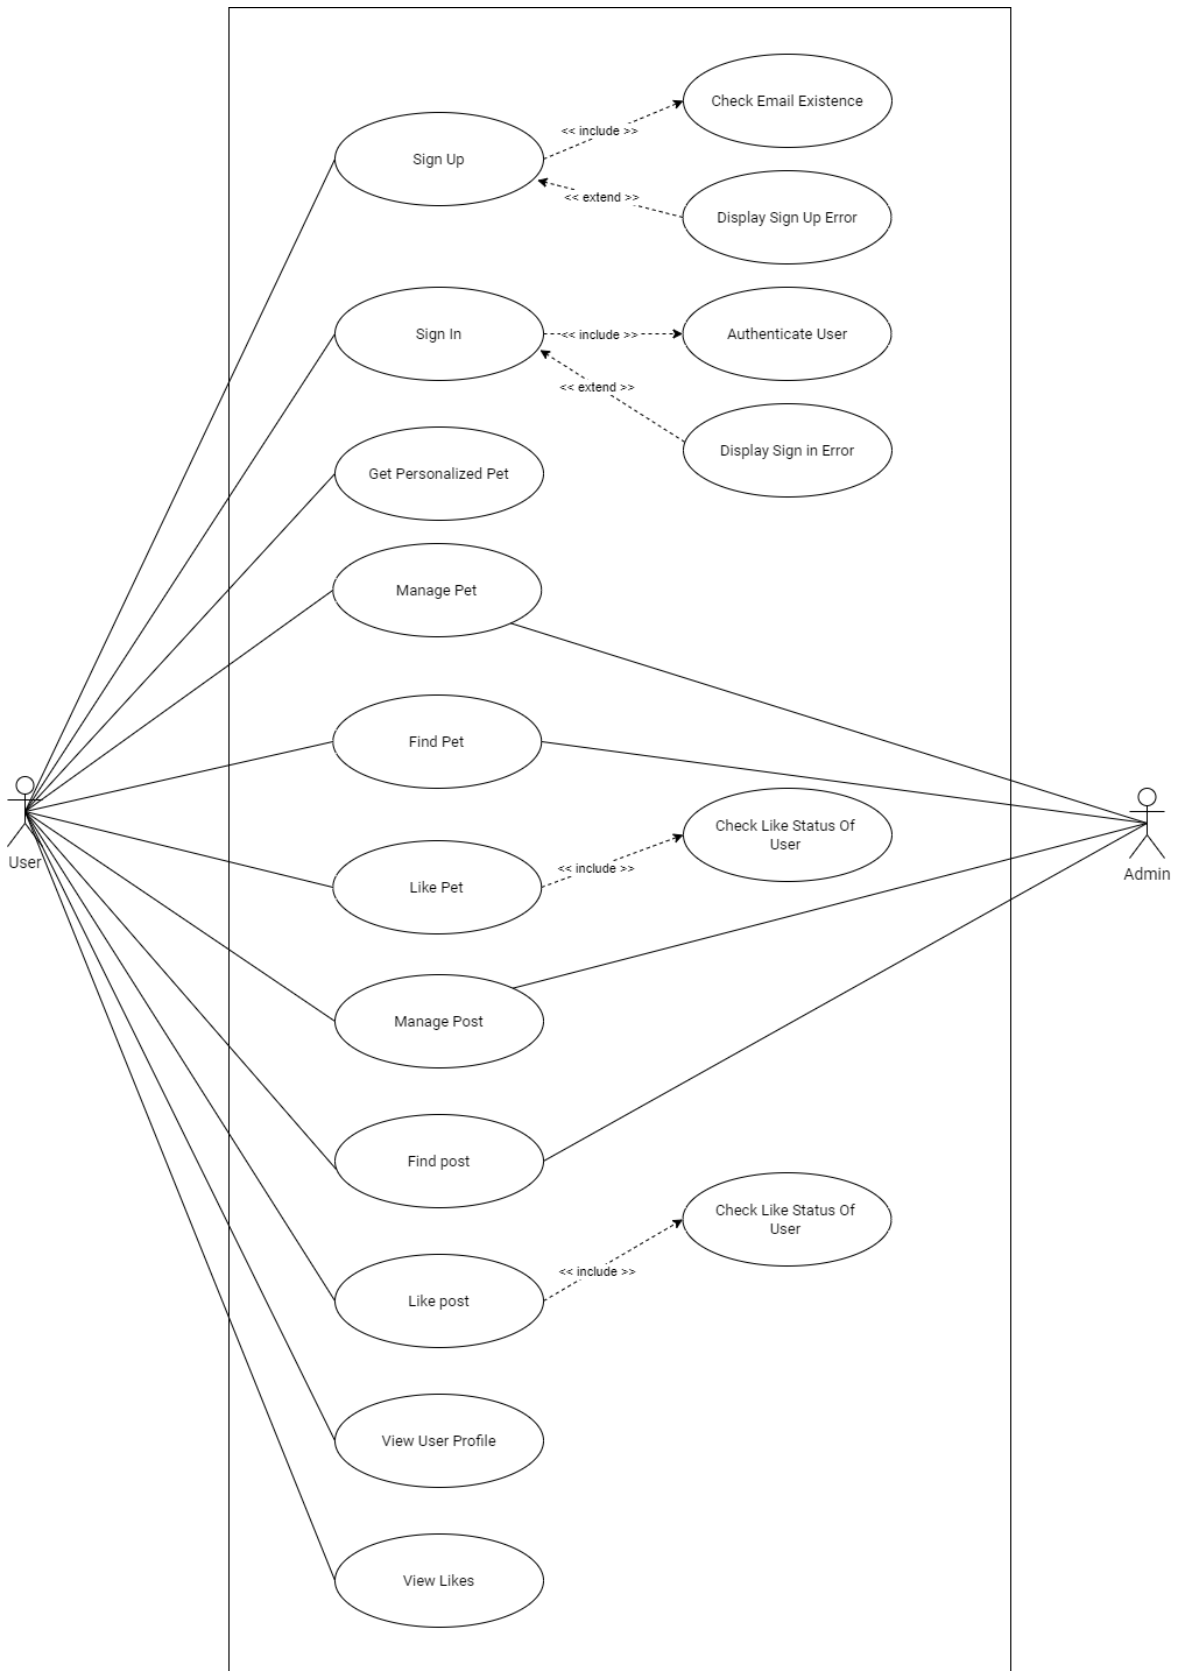 Check Email Existence
<< include >>
Sign Up
<< extend >>
Display Sign Up Error
Sign In
<< include >>
Authenticate User
<< extend >>
Display Sign in Error
Get Personalized Pet
Manage Pet
Find Pet
Check Like Status Of
User
<< include >>
User
Admin
Like Pet
Manage Post
Find post
Check Like Status Of
User
<< include >>
Like post
View User Profile
View Likes